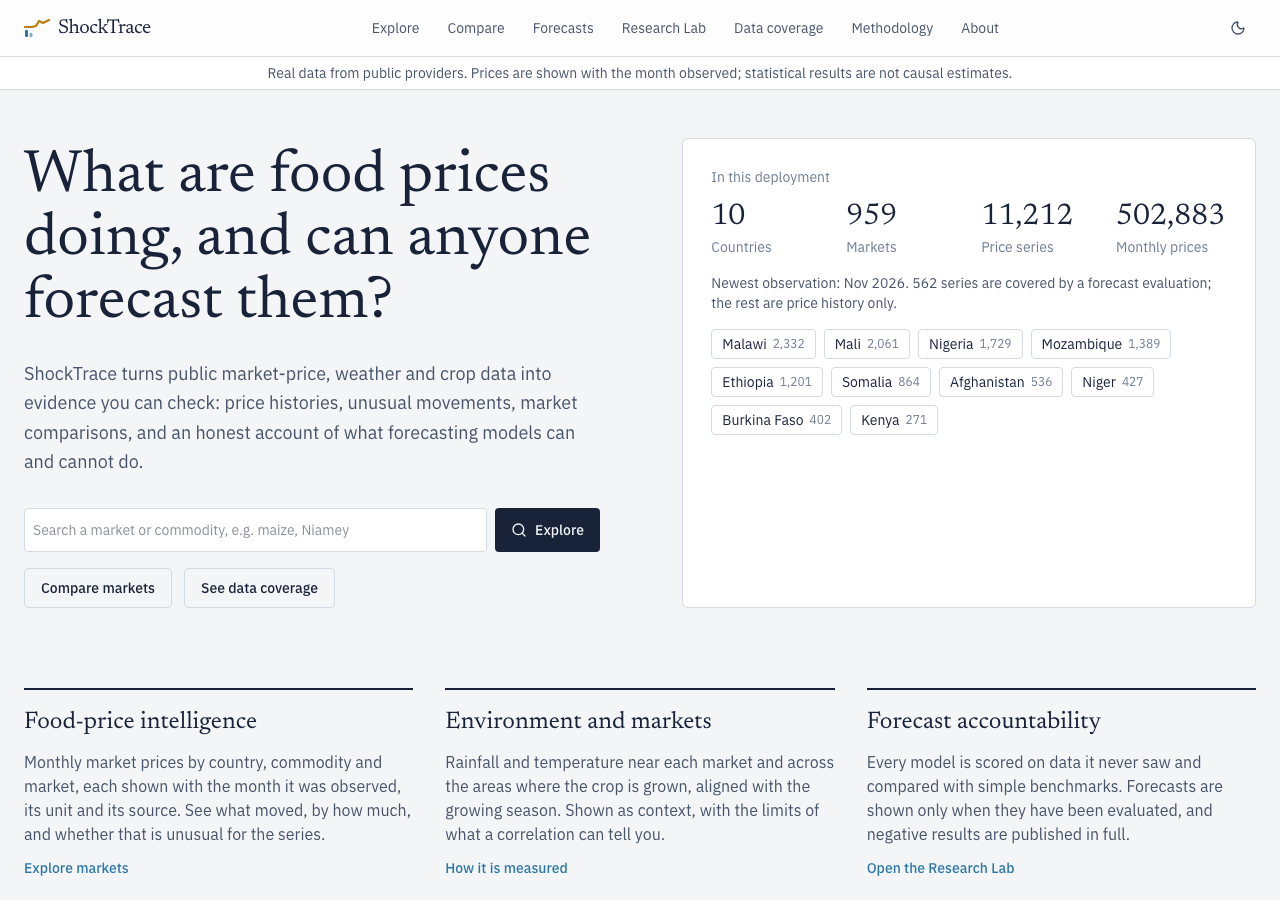 ShockTrace
Explore
Compare
Forecasts
Research Lab
Data coverage
Methodology
About
Real data from public providers. Prices are shown with the month observed; statistical results are not causal estimates.
What are food prices
doing, and can anyone
forecast them?
ShockTrace turns public market-price, weather and crop data into
evidence you can check: price histories, unusual movements, market
comparisons, and an honest account of what forecasting models can
and cannot do.
Search a market or commodity, e.g. maize, Niamey
Explore
Compare markets
See data coverage
In this deployment
10
Countries
959
Markets
11,212
Price series
502,883
Monthly prices
Newest observation: Nov 2026. 562 series are covered by a forecast evaluation;
the rest are price history only.
Malawi 2,332
Mali 2,061
Nigeria 1,729
Mozambique 1,389
Ethiopia 1,201
Somalia 864
Afghanistan 536
Niger 427
Burkina Faso 402
Kenya 271
Food-price intelligence
Monthly market prices by country, commodity and
market, each shown with the month it was observed,
its unit and its source. See what moved, by how much,
and whether that is unusual for the series.
Explore markets
Environment and markets
Rainfall and temperature near each market and across
the areas where the crop is grown, aligned with the
growing season. Shown as context, with the limits of
what a correlation can tell you.
How it is measured
Forecast accountability
Every model is scored on data it never saw and
compared with simple benchmarks. Forecasts are
shown only when they have been evaluated, and
negative results are published in full.
Open the Research Lab